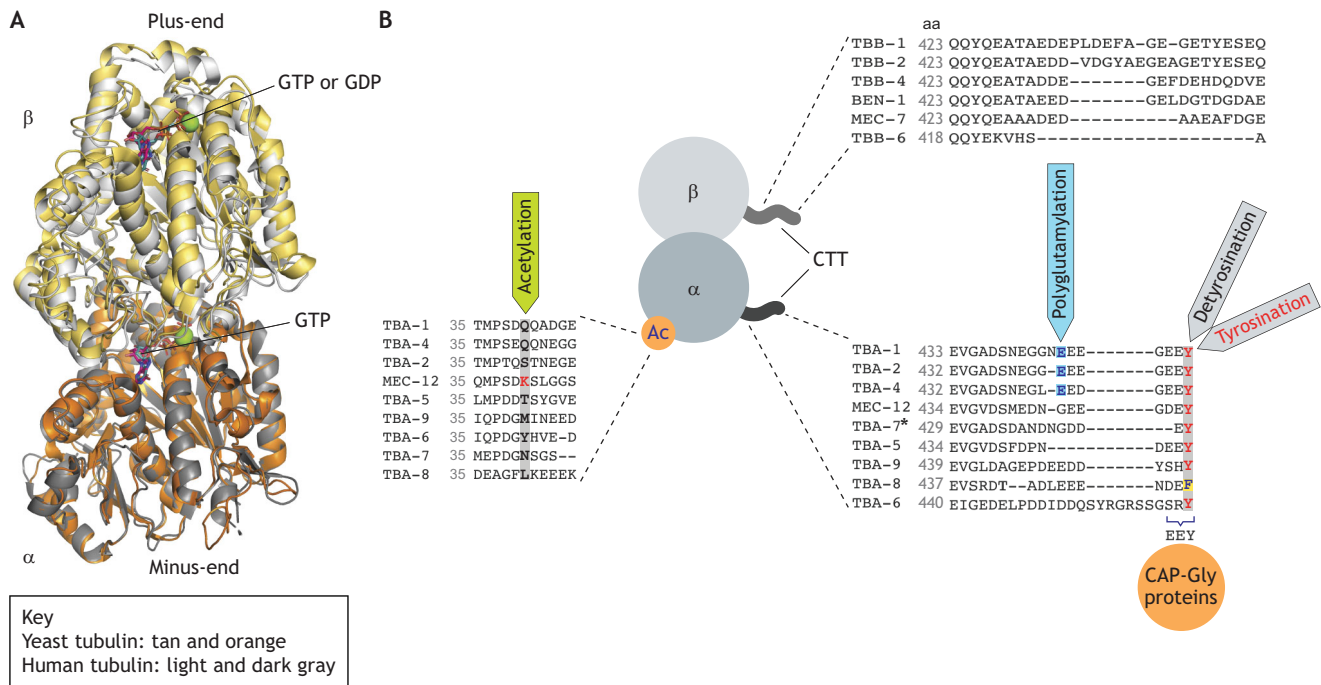 A
Plus-end
GTP or GDP
β
GTP
α
Minus-end
Key
Yeast tubulin: tan and orange
Human tubulin: light and dark gray
B
aa
TBB-1 423 QQYQEATAEDEPLDEFA-GE-GETYESEQ
TBB-2 423 QQYQEATAEDD-VDGYAEGEAGETYESEQ
TBB-4 423 QQYQEATADDE-------GEFDEHDQDVE
BEN-1 423 QQYQEATAEED-------GELDGTDGDAE
MEC-7 423 QQYQEAAADED---------AAEAFDGE
TBB-6 418 QQYEKVHS-------------------A
β
α
CTT
Ac
Acetylation
TBA-1 35 TMPSDQQADGE
TBA-4 35 TMPSEQQNEGG
TBA-2 35 TMPTQSTNEGE
MEC-12 35 QMPSDKSLGGS
TBA-5 35 LMPDDTSYGVE
TBA-9 35 IQPDGMINEED
TBA-6 35 IQPDGYHVE-D
TBA-7 35 MEPDGNSGS--
TBA-8 35 DEAGFLKEEEK
Polyglutamylation
Detyrosination
Tyrosination
TBA-1 433 EVGADSNEGGNEEE-------GEEY
TBA-2 432 EVGADSNEGG-EEE-------GEEY
TBA-4 432 EVGADSNEGL-EED-------GEEY
MEC-12 434 EVGVDSMEDN-GEE-------GDEY
TBA-7* 429 EVGADSDANDNGDD---------EY
TBA-5 434 EVGVDSFDPN-----------DEEY
TBA-9 439 EVGLDAGEPDEEDD-------YSHY
TBA-8 437 EVSRDT--ADLEEE-------NDEF
TBA-6 440 EIGEDELPDDIDDQSYRGRSSGSRY
EEY
CAP-Gly
proteins